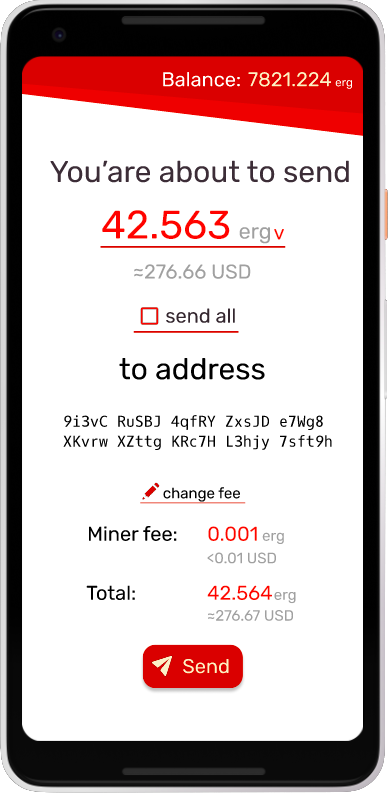 Balance: 7821.224 erg
You’are about to send
42.563 erg v
≈276.66 USD
send all
to address
9i3vC RuSBJ 4qfRY ZxsJD e7Wg8
XKvrw XZttg KRc7H L3hjy 7sft9h
change fee
Miner fee: 0.001 erg
<0.01 USD
Total: 42.564 erg
≈276.67 USD
Send